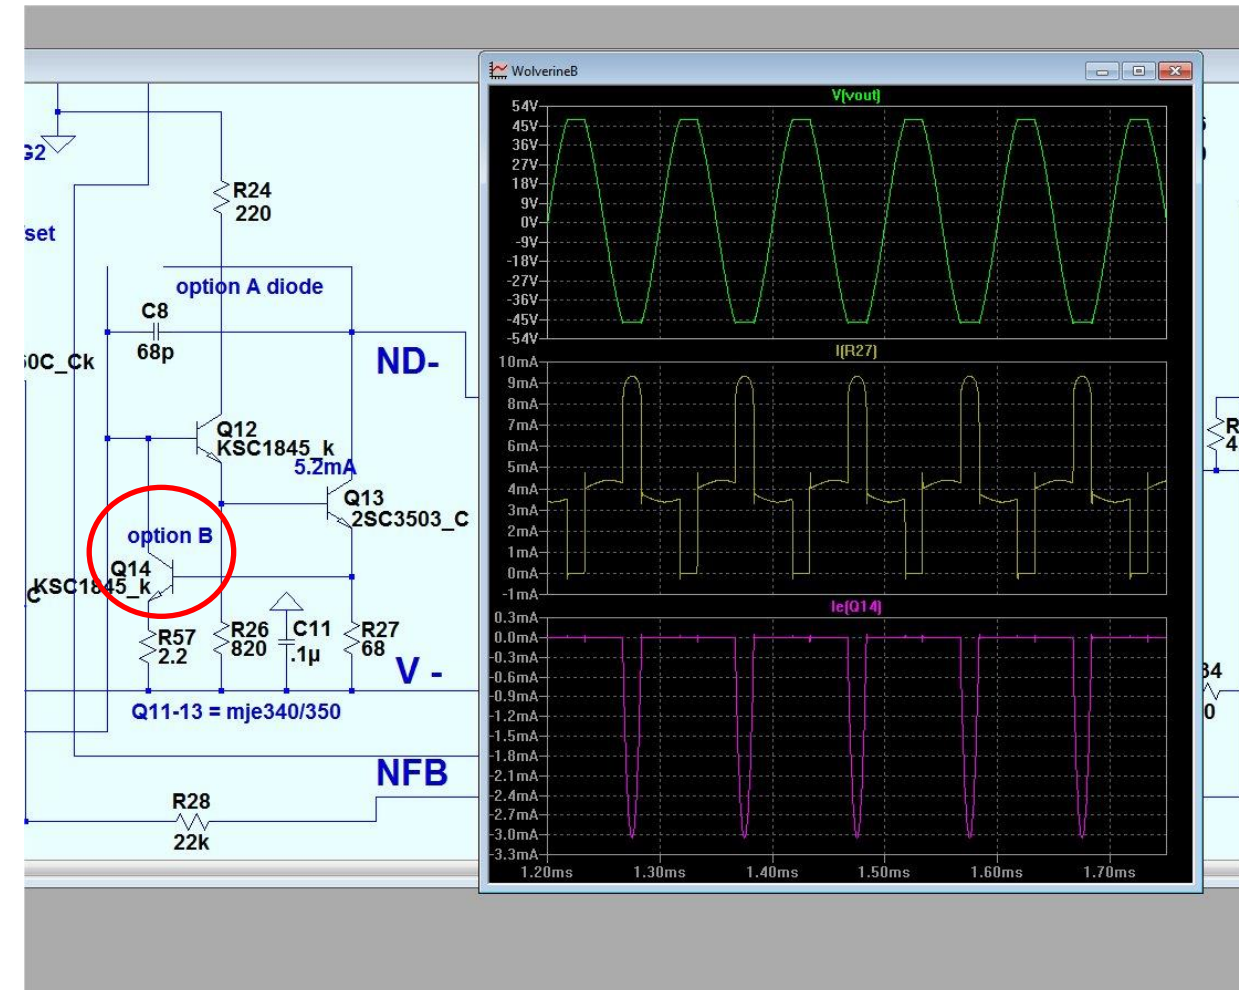 WolverineB
V(vout)
54V
45V
36V
27V
18V
9V
0V
-9V
-18V
-27V
-36V
-45V
-54V
I(R27)
10mA
9mA
8mA
7mA
6mA
5mA
4mA
3mA
2mA
1mA
0mA
-1mA
Ie(Q14)
0.3mA
0.0mA
-0.3mA
-0.6mA
-0.9mA
-1.2mA
-1.5mA
-1.8mA
-2.1mA
-2.4mA
-2.7mA
-3.0mA
-3.3mA
1.20ms 1.30ms 1.40ms 1.50ms 1.60ms 1.70ms
R24
220
set
option A diode
C8
68p
0C_Ck
ND-
Q12
KSC1845_k
5.2mA
Q13
2SC3503_C
option B
Q14
KSC1845_k
R57
2.2
R26
820
C11
.1µ
R27
68
V -
Q11-13 = mje340/350
NFB
R28
22k